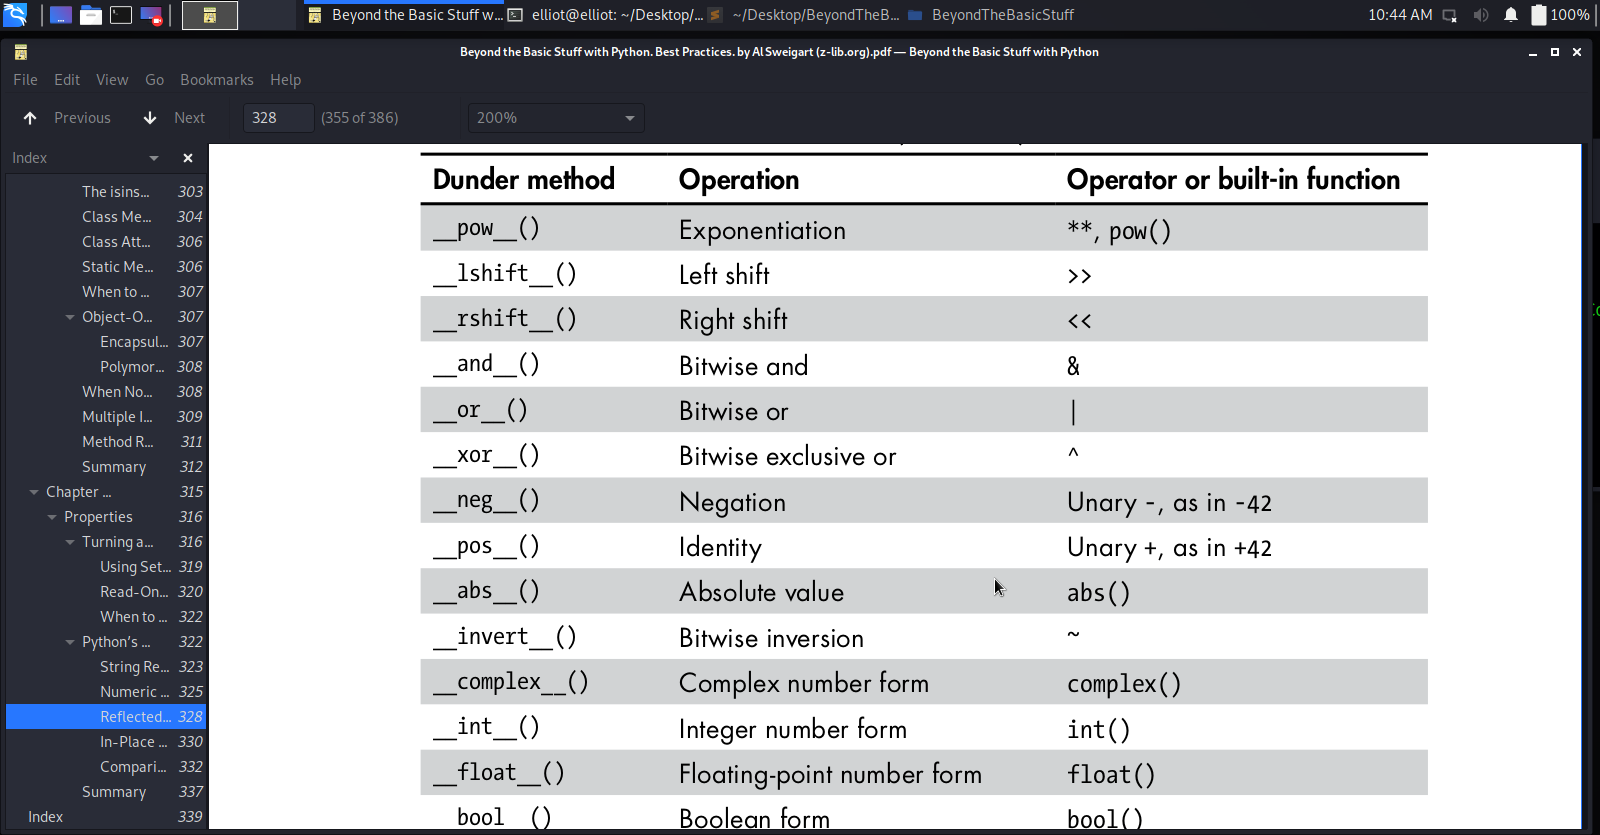 Beyond the Basic Stuff w... elliot@elliot: ~/Desktop/... ~/Desktop/BeyondTheB... BeyondTheBasicStuff 10:44 AM 100%
Beyond the Basic Stuff with Python. Best Practices. by Al Sweigart (z-lib.org).pdf — Beyond the Basic Stuff with Python
File Edit View Go Bookmarks Help
Previous Next 328 (355 of 386) 200%
Index
The isins... 303
Class Me... 304
Class Att... 306
Static Me... 306
When to ... 307
Object-O... 307
Encapsul... 307
Polymor... 308
When No... 308
Multiple I... 309
Method R... 311
Summary 312
Chapter ... 315
Properties 316
Turning a... 316
Using Set... 319
Read-On... 320
When to ... 322
Python's ... 322
String Re... 323
Numeric ... 325
Reflected... 328
In-Place ... 330
Compari... 332
Summary 337
Index 339
Dunder method Operation Operator or built-in function
__pow__() Exponentiation **, pow()
__lshift__() Left shift >>
__rshift__() Right shift <<
__and__() Bitwise and &
__or__() Bitwise or |
__xor__() Bitwise exclusive or ^
__neg__() Negation Unary -, as in -42
__pos__() Identity Unary +, as in +42
__abs__() Absolute value abs()
__invert__() Bitwise inversion ~
__complex__() Complex number form complex()
__int__() Integer number form int()
__float__() Floating-point number form float()
bool () Boolean form bool()